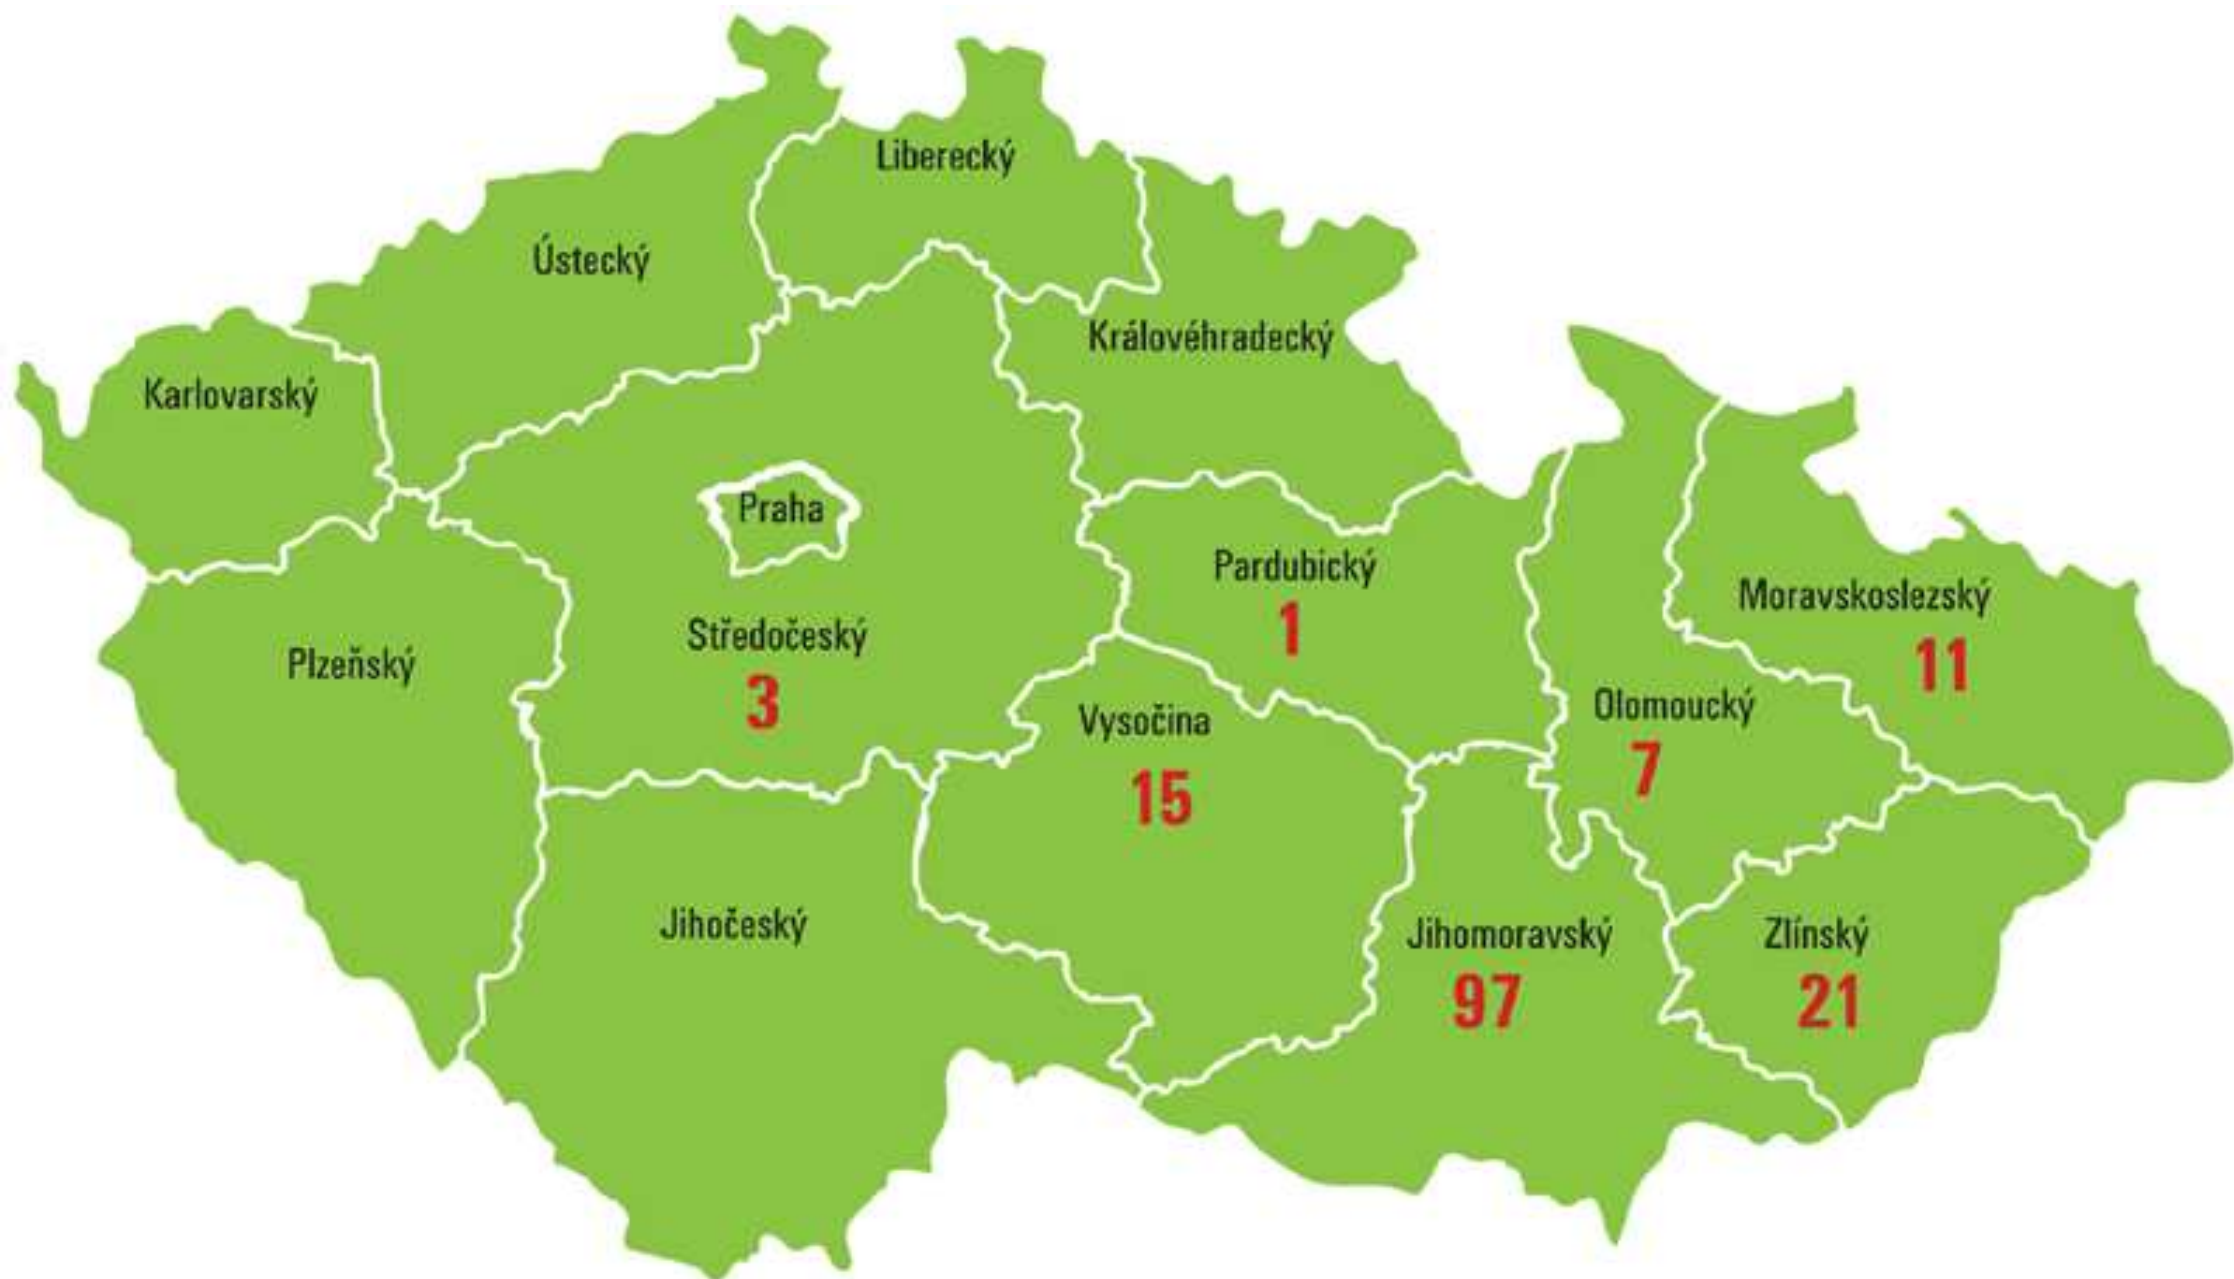 Liberecký
Ústecký
Královéhradecký
Karlovarský
Praha
Pardubický
1
Moravskoslezský
11
Středočeský
3
Plzeňský
Olomoucký
7
Vysočina
15
Jihočeský
Jihomoravský
97
Zlínský
21